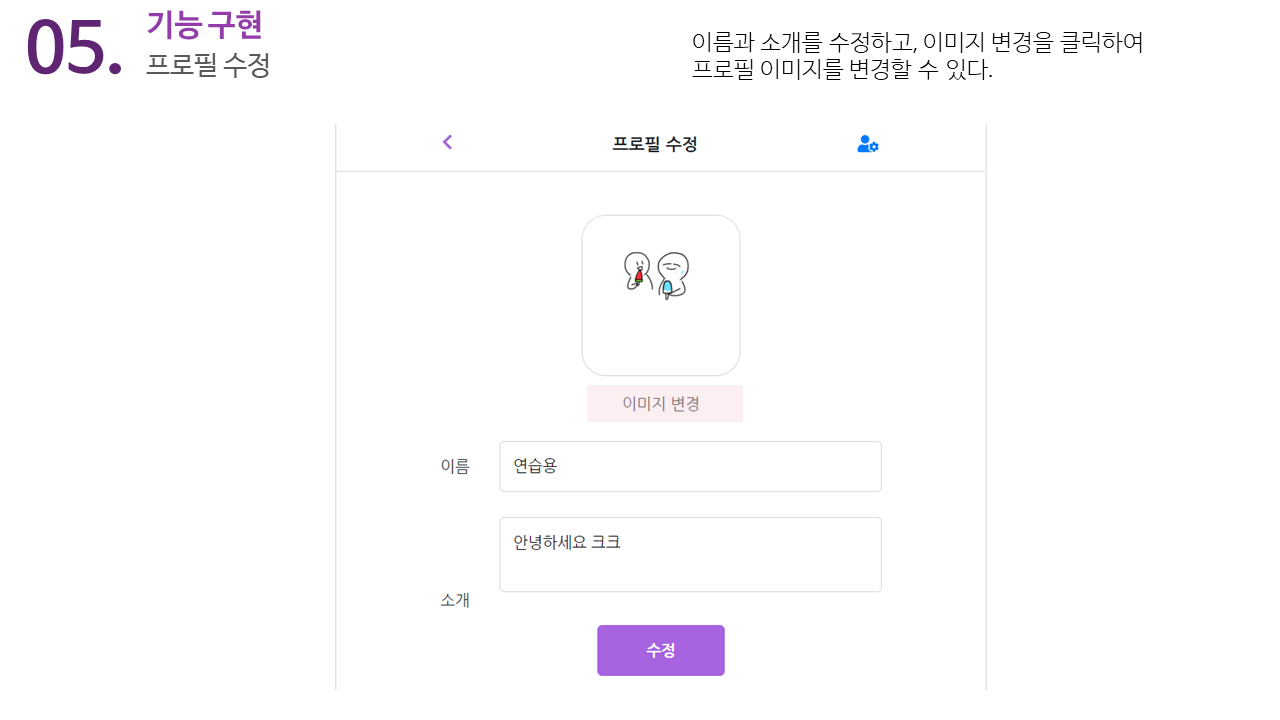 05.
기능 구현
프로필 수정
이름과 소개를 수정하고, 이미지 변경을 클릭하여
프로필 이미지를 변경할 수 있다.
프로필 수정
이미지 변경
이름
연습용
안녕하세요 크크
소개
수정